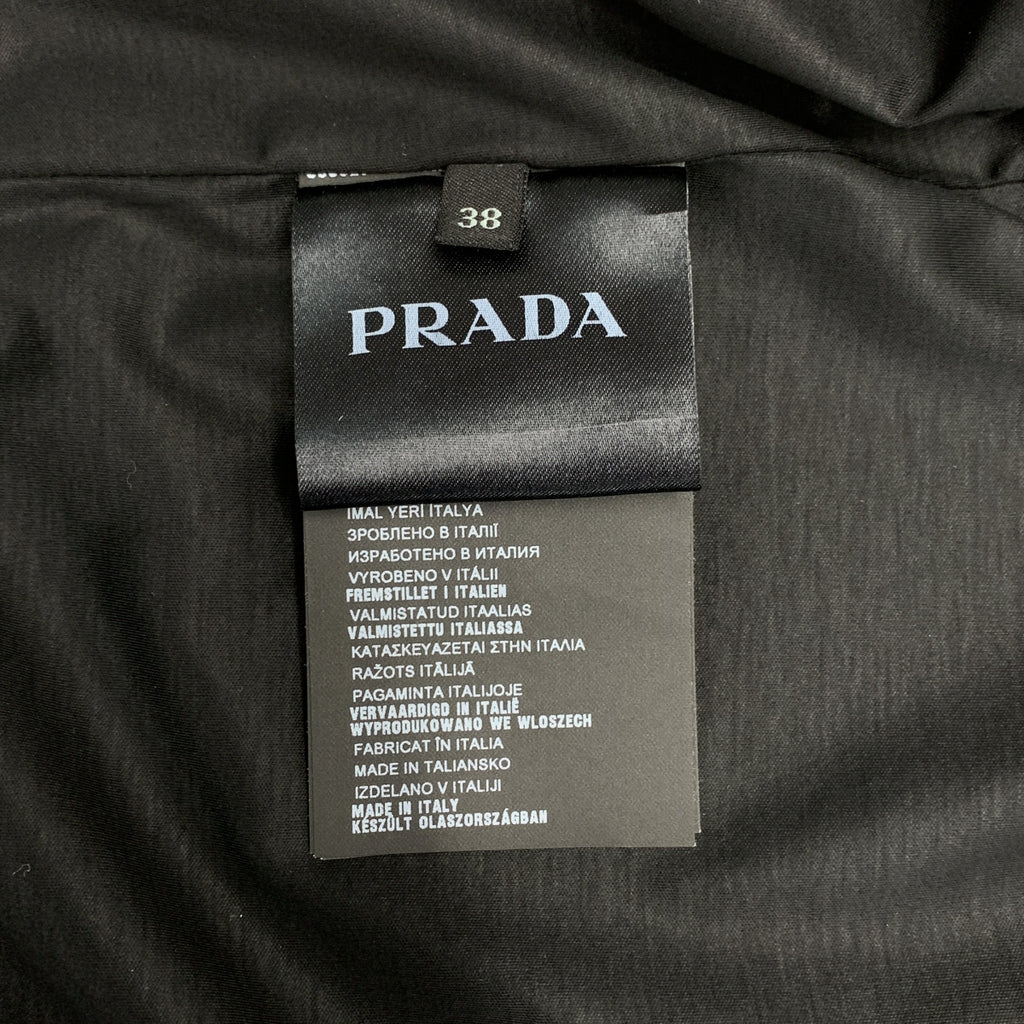 38
PRADA
IMAL YERİ İTALYA
ЗРОБЛЕНО В ІТАЛІЇ
ИЗРАБОТЕНО В ИТАЛИЯ
VYROBENO V ITÁLII
FREMSTILLET I ITALIEN
VALMISTATUD ITAALIAS
VALMISTETTU ITALIASSA
ΚΑΤΑΣΚΕΥΑΖΕΤΑΙ ΣΤΗΝ ΙΤΑΛΙΑ
RAŽOTS ITĀLIJĀ
PAGAMINTA ITALIJOJE
VERVAARDIGD IN ITALIË
WYPRODUKOWANO WE WLOSZECH
FABRICAT ÎN ITALIA
MADE IN TALIANSKO
IZDELANO V ITALIJI
MADE IN ITALY
KÉSZÜLT OLASZORSZÁGBAN